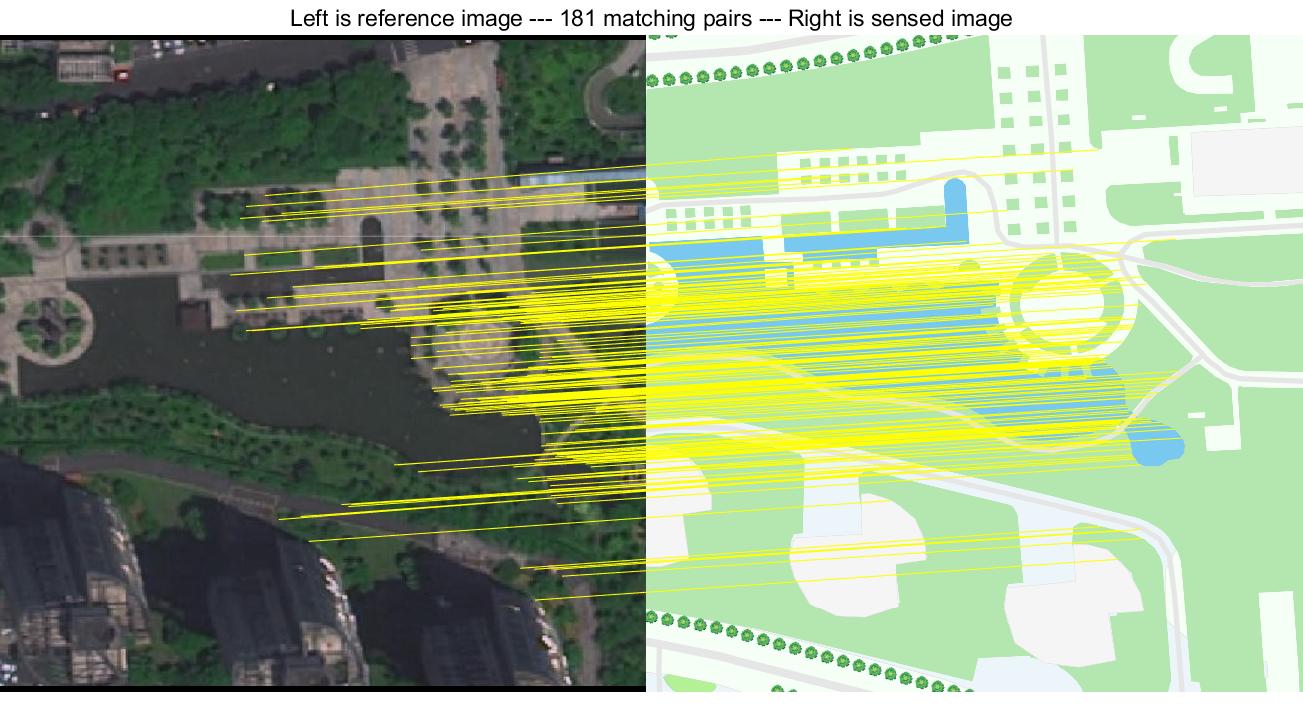 Left is reference image --- 181 matching pairs --- Right is sensed image